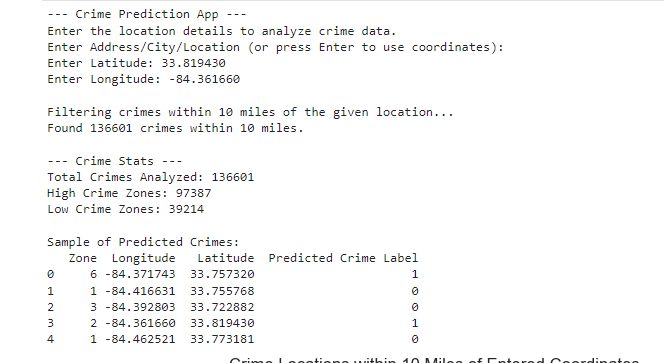 --- Crime Prediction App ---
Enter the location details to analyze crime data.
Enter Address/City/Location (or press Enter to use coordinates):
Enter Latitude: 33.819430
Enter Longitude: -84.361660
Filtering crimes within 10 miles of the given location...
Found 136601 crimes within 10 miles.
--- Crime Stats ---
Total Crimes Analyzed: 136601
High Crime Zones: 97387
Low Crime Zones: 39214
Sample of Predicted Crimes:
Zone Longitude Latitude Predicted Crime Label
0 6 -84.371743 33.757320 1
1 1 -84.416631 33.755768 0
2 3 -84.392803 33.722882 0
3 2 -84.361660 33.819430 1
4 1 -84.462521 33.773181 0
Crime Locations within 10 Miles of Entered Coordinates